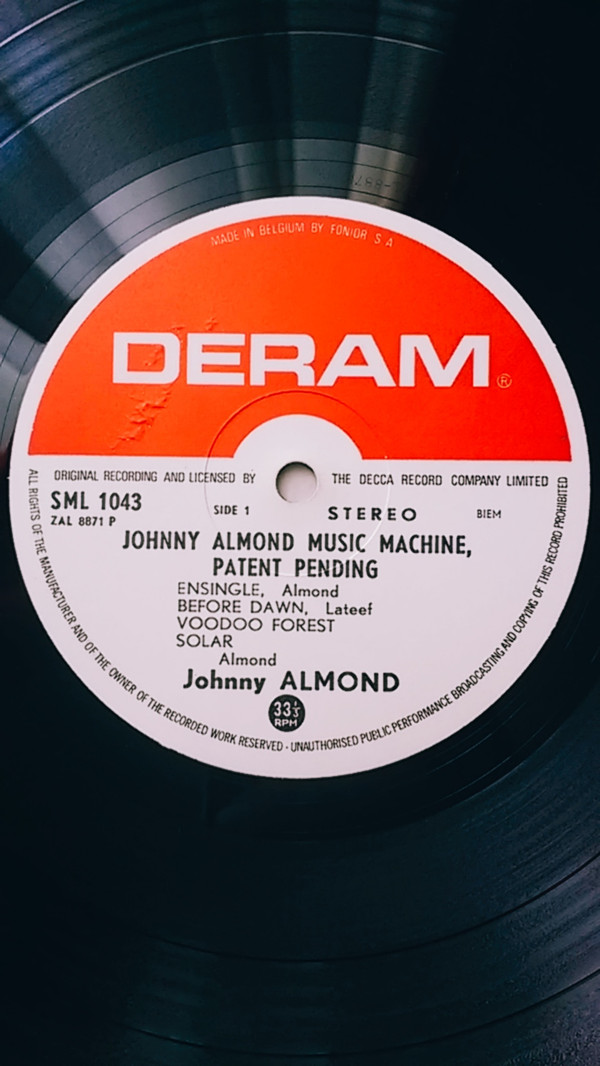 MADE IN BELGIUM BY FONIOR S A
DERAM ®
ORIGINAL RECORDING AND LICENSED BY THE DECCA RECORD COMPANY LIMITED
SML 1043
ZAL 8871 P
SIDE 1
STEREO
BIEM
JOHNNY ALMOND MUSIC MACHINE,
PATENT PENDING
ENSINGLE, Almond
BEFORE DAWN, Lateef
VOODOO FOREST
SOLAR
Almond
Johnny ALMOND
33⅓
RPM
ALL RIGHTS OF THE MANUFACTURER AND OF THE OWNER OF THE RECORDED WORK RESERVED · UNAUTHORISED PUBLIC PERFORMANCE BROADCASTING AND COPYING OF THIS RECORD PROHIBITED